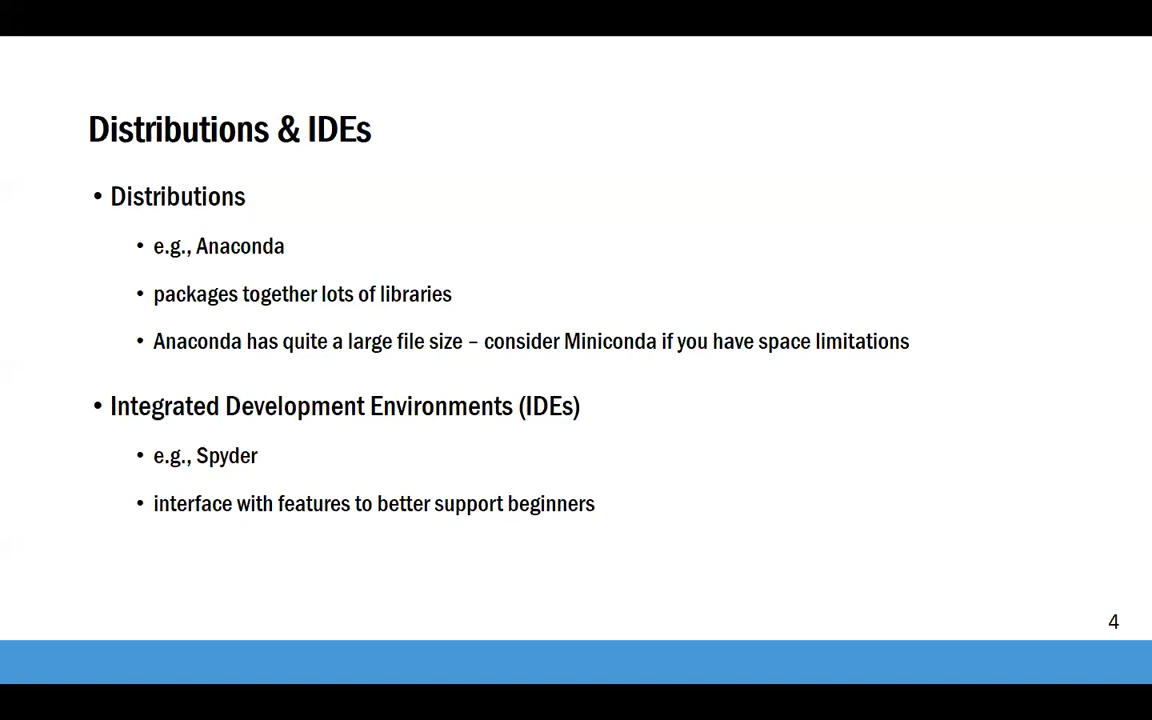 Distributions & IDEs
• Distributions
• e.g., Anaconda
• packages together lots of libraries
• Anaconda has quite a large file size – consider Miniconda if you have space limitations
• Integrated Development Environments (IDEs)
• e.g., Spyder
• interface with features to better support beginners
4